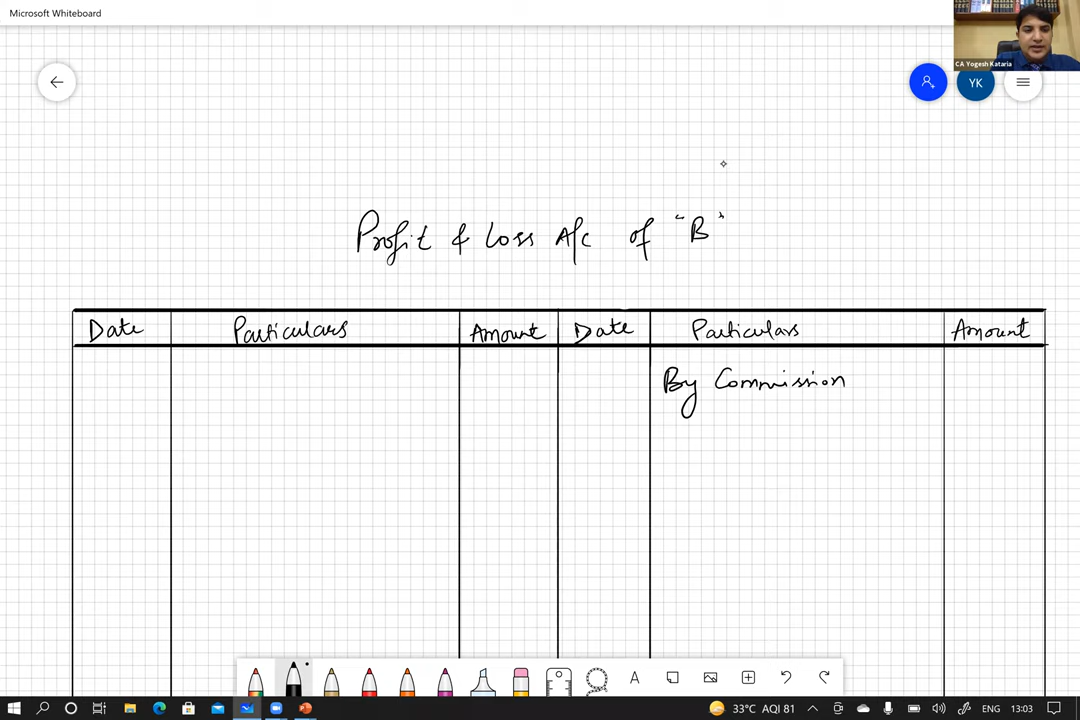 Microsoft Whiteboard
CA Yogesh Kataria
YK
Profit & Loss A/c of "B"
Date Particulars Amount Date Particulars Amount
By Commission
A
33°C AQI 81 ENG 13:03